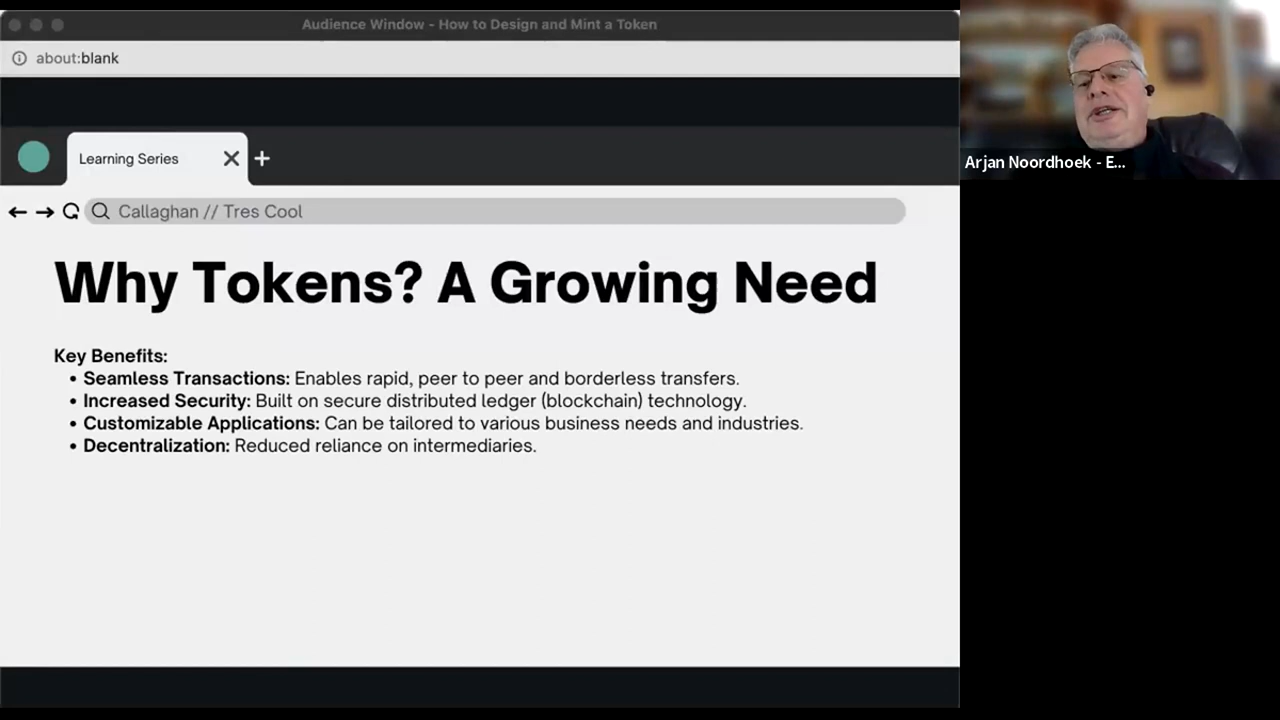 Audience Window - How to Design and Mint a Token
about:blank
Learning Series
Callaghan // Tres Cool
Why Tokens? A Growing Need
Key Benefits:
• Seamless Transactions: Enables rapid, peer to peer and borderless transfers.
• Increased Security: Built on secure distributed ledger (blockchain) technology.
• Customizable Applications: Can be tailored to various business needs and industries.
• Decentralization: Reduced reliance on intermediaries.
Arjan Noordhoek - E...